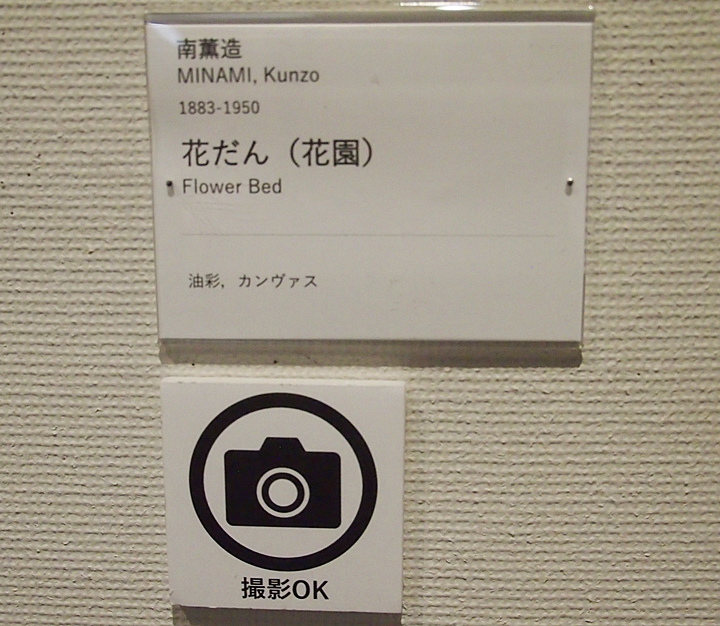 南薫造
MINAMI, Kunzo
1883-1950
花だん（花園）
Flower Bed
油彩，カンヴァス
撮影OK